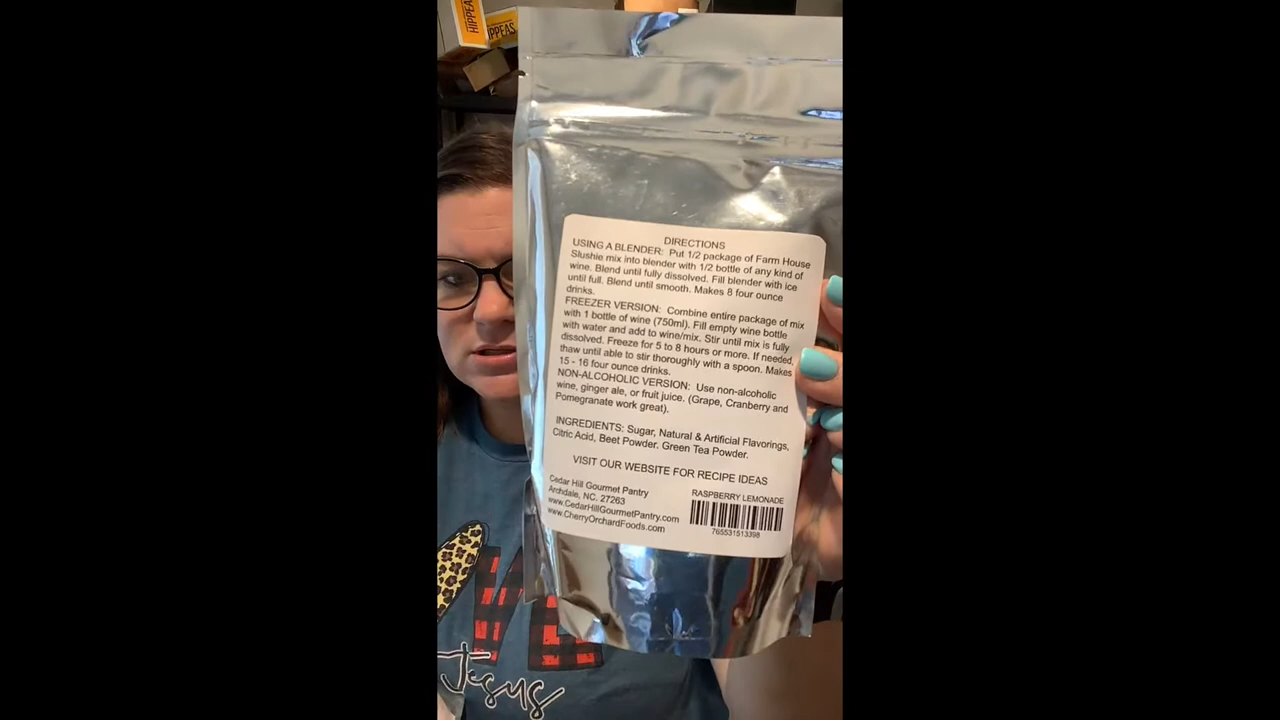 HIPPEAS
IPPEAS
DIRECTIONS
USING A BLENDER: Put 1/2 package of Farm House
Slushie mix into blender with 1/2 bottle of any kind of
wine. Blend until fully dissolved. Fill blender with ice
until full. Blend until smooth. Makes 8 four ounce
drinks.
FREEZER VERSION: Combine entire package of mix
with 1 bottle of wine (750ml). Fill empty wine bottle
with water and add to wine/mix. Stir until mix is fully
dissolved. Freeze for 5 to 8 hours or more. If needed,
thaw until able to stir thoroughly with a spoon. Makes
15 - 16 four ounce drinks.
NON-ALCOHOLIC VERSION: Use non-alcoholic
wine, ginger ale, or fruit juice. (Grape, Cranberry and
Pomegranate work great).
INGREDIENTS: Sugar, Natural & Artificial Flavorings,
Citric Acid, Beet Powder. Green Tea Powder.
VISIT OUR WEBSITE FOR RECIPE IDEAS
Cedar Hill Gourmet Pantry
Archdale, NC. 27263
www.CedarHillGourmetPantry.com
www.CherryOrchardFoods.com
RASPBERRY LEMONADE
765531513398
Jesus